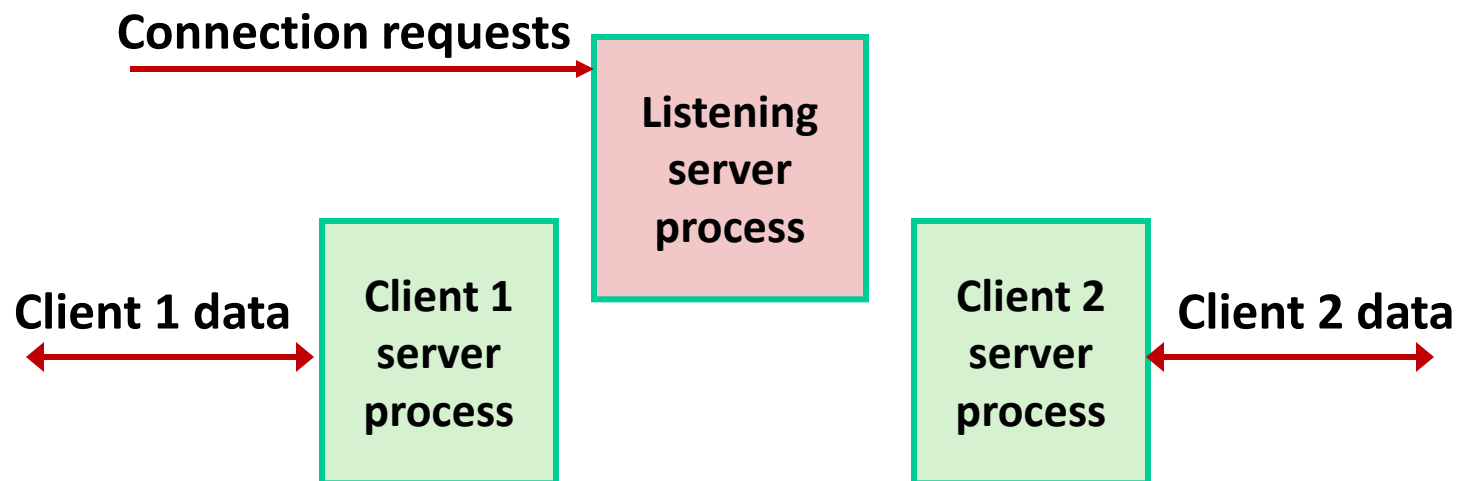 Connection requests
Listening
server
process
Client 1 data
Client 1
server
process
Client 2
server
process
Client 2 data